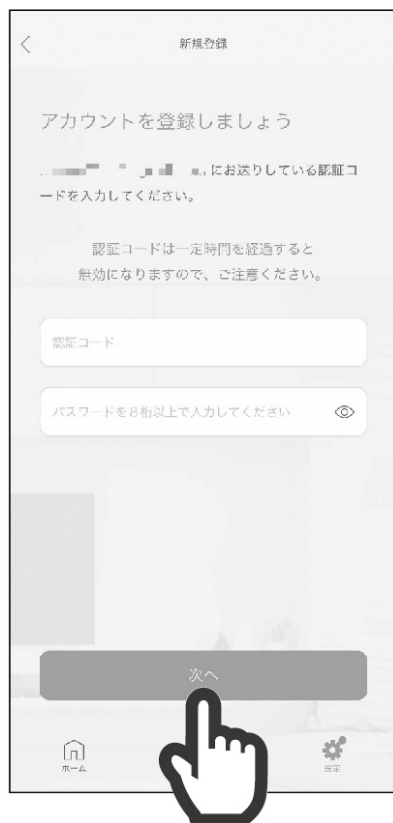 新規登録
アカウントを登録しましょう
にお送りしている認証コ
ードを入力してください。
認証コードは一定時間を経過すると
無効になりますので、ご注意ください。
認証コード
パスワードを8桁以上で入力してください
次へ
ホーム
設定